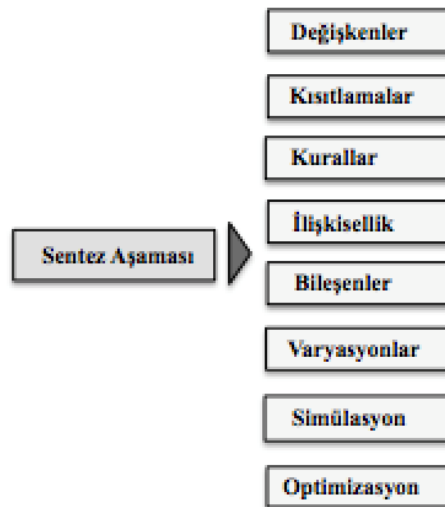 Değişkenler
Kısıtlamalar
Kurallar
İlişkisellik
Sentez Aşaması
Bileşenler
Varyasyonlar
Simülasyon
Optimizasyon